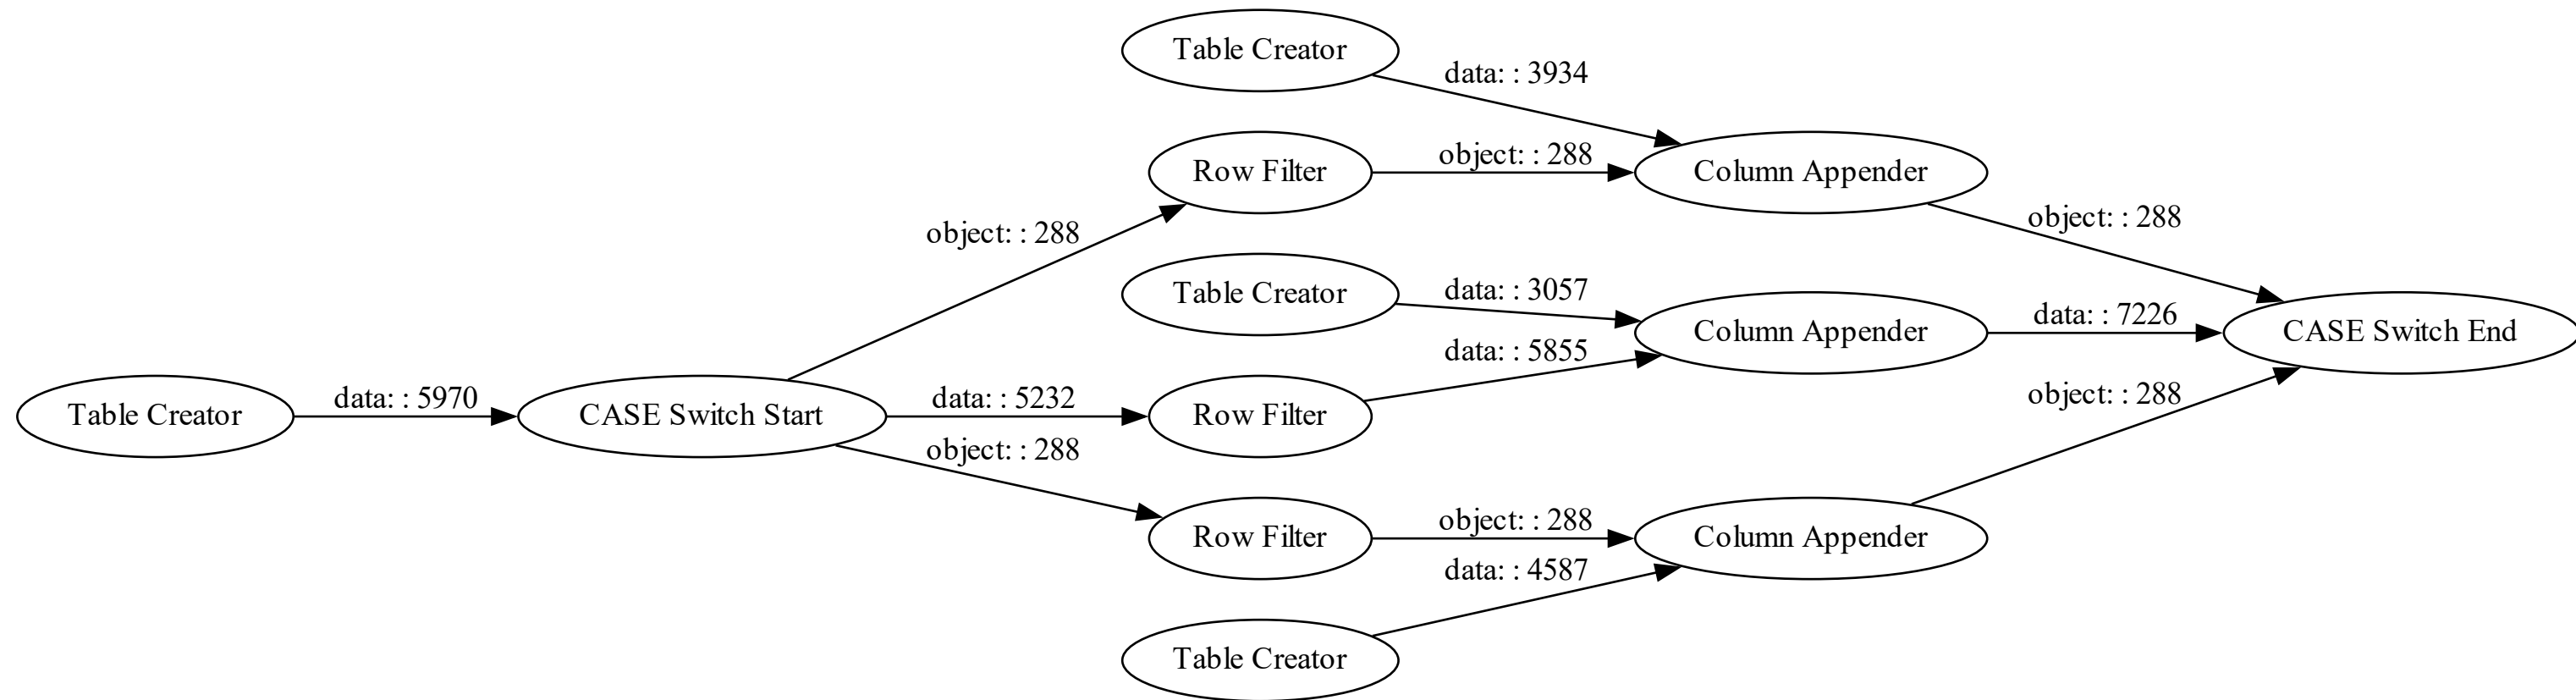 Table Creator
data: : 3934
Row Filter
object: : 288
Column Appender
object: : 288
object: : 288
Table Creator
data: : 3057
Column Appender
data: : 7226
CASE Switch End
data: : 5855
Table Creator
data: : 5970
CASE Switch Start
data: : 5232
Row Filter
object: : 288
object: : 288
Row Filter
object: : 288
Column Appender
data: : 4587
Table Creator